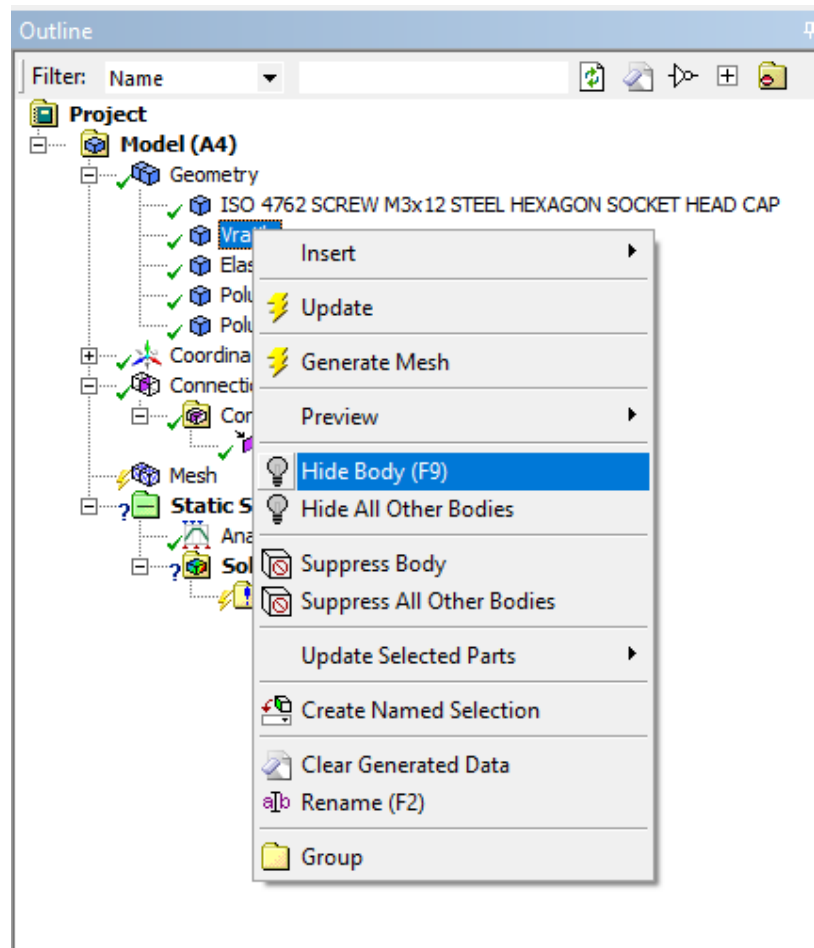 Outline
Filter: Name
Project
Model (A4)
Geometry
ISO 4762 SCREW M3x12 STEEL HEXAGON SOCKET HEAD CAP
Insert
Update
Generate Mesh
Preview
Mesh
Hide Body (F9)
Static S
Hide All Other Bodies
Suppress Body
Suppress All Other Bodies
Update Selected Parts
Create Named Selection
Clear Generated Data
Rename (F2)
Group